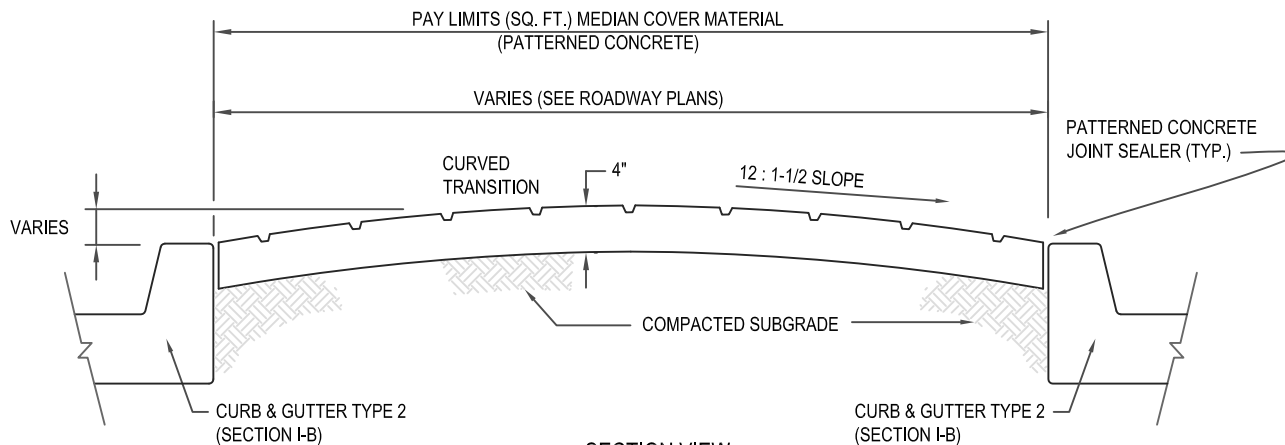 PAY LIMITS (SQ. FT.) MEDIAN COVER MATERIAL
(PATTERNED CONCRETE)
VARIES (SEE ROADWAY PLANS)
PATTERNED CONCRETE
JOINT SEALER (TYP.)
CURVED
TRANSITION
4"
12 : 1-1/2 SLOPE
VARIES
COMPACTED SUBGRADE
CURB & GUTTER TYPE 2
(SECTION I-B)
CURB & GUTTER TYPE 2
(SECTION I-B)
SECTION VIEW